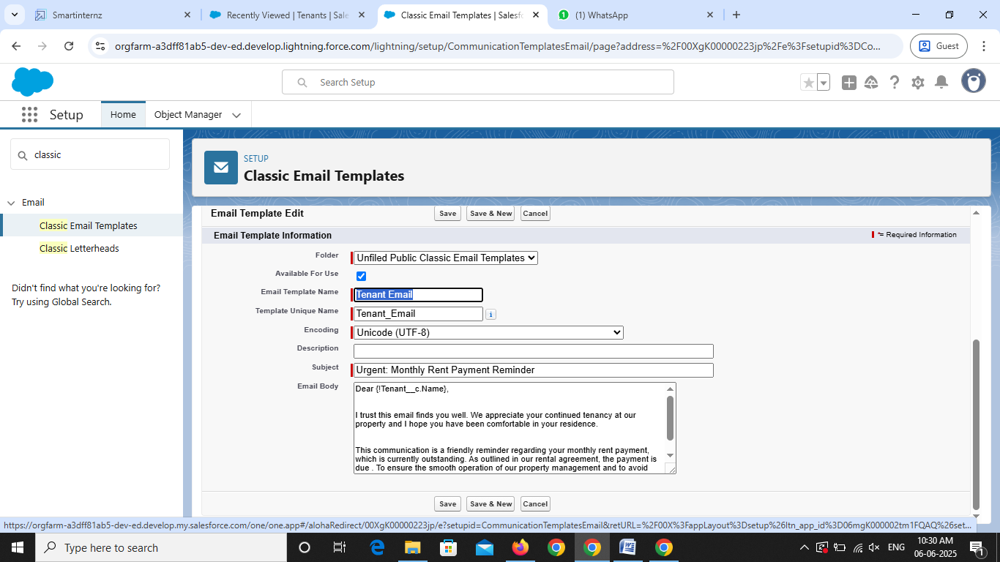 Smartinternz
Recently Viewed | Tenants | Sale
Classic Email Templates | Salesfo
1
(1) WhatsApp
orgfarm-a3dff81ab5-dev-ed.develop.lightning.force.com/lightning/setup/CommunicationTemplatesEmail/page?address=%2F00XgK00000223jp%2Fe%3Fsetupid%3DCo...
Guest
Search Setup
Setup
Home
Object Manager
classic
Email
Classic Email Templates
Classic Letterheads
Didn't find what you're looking for?
Try using Global Search.
SETUP
Classic Email Templates
Email Template Edit
Save
Save & New
Cancel
Email Template Information
*= Required Information
Folder
Unfiled Public Classic Email Templates
Available For Use
Email Template Name
Tenant Email
Template Unique Name
Tenant_Email
i
Encoding
Unicode (UTF-8)
Description
Subject
Urgent: Monthly Rent Payment Reminder
Email Body
Dear {!Tenant__c.Name},
I trust this email finds you well. We appreciate your continued tenancy at our
property and I hope you have been comfortable in your residence.
This communication is a friendly reminder regarding your monthly rent payment,
which is currently outstanding. As outlined in our rental agreement, the payment is
due . To ensure the smooth operation of our property management and to avoid
Save
Save & New
Cancel
https://orgfarm-a3dff81ab5-dev-ed.develop.my.salesforce.com/one/one.app#/alohaRedirect/00XgK00000223jp/e?setupid=CommunicationTemplatesEmail&retURL=%2F00X%3FappLayout%3Dsetup%26ltn_app_id%3D06mgK000002tm1FQAQ%26set...
Type here to search
ENG
10:30 AM
06-06-2025
1